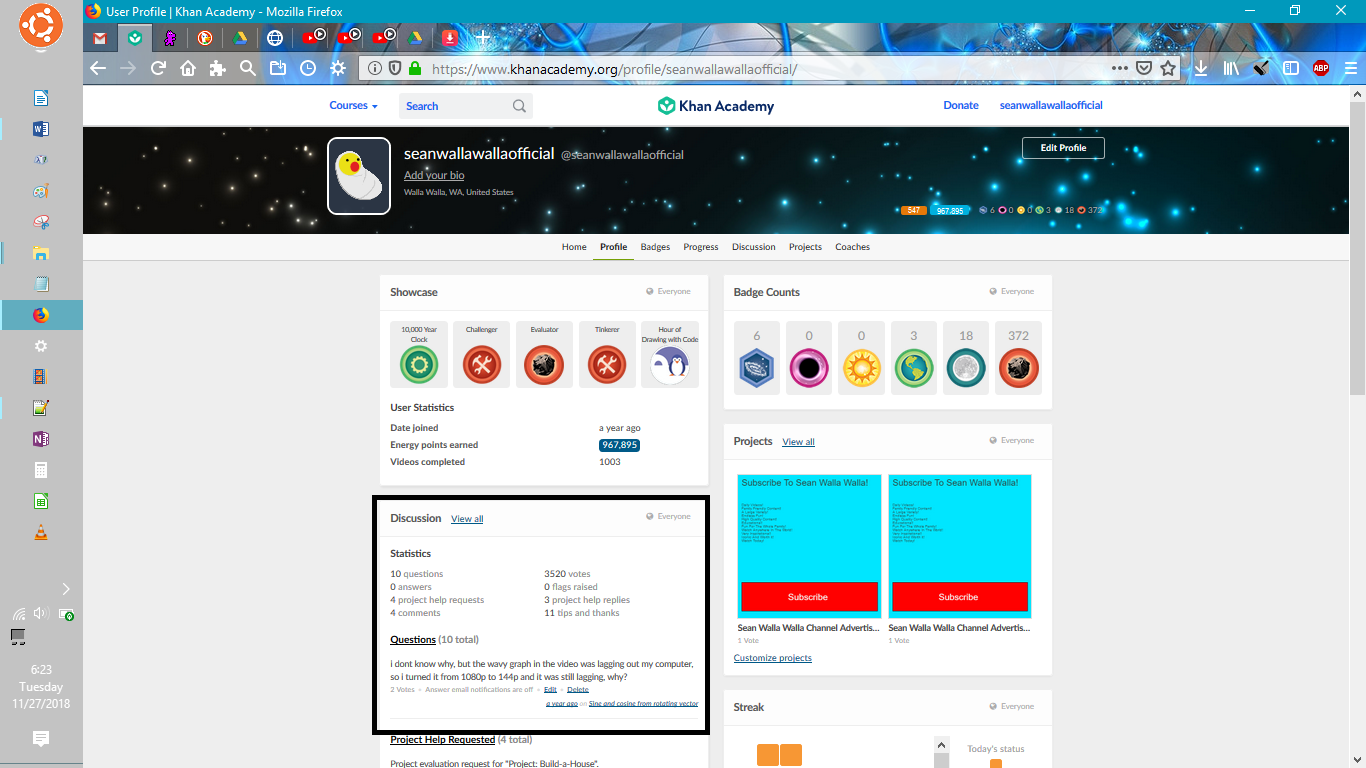 User Profile | Khan Academy - Mozilla Firefox
https://www.khanacademy.org/profile/seanwallawallaofficial/
ABP
Courses
Search
Khan Academy
Donate
seanwallawallaofficial
seanwallawallaofficial @seanwallawallaofficial
Edit Profile
Add your bio
Walla Walla, WA, United States
547 967,895 6 0 0 3 18 372
Home Profile Badges Progress Discussion Projects Coaches
Showcase Everyone
10,000 Year
Clock
Challenger
Evaluator
Tinkerer
Hour of
Drawing with Code
User Statistics
Date joined a year ago
Energy points earned 967,895
Videos completed 1003
Badge Counts Everyone
6 0 0 3 18 372
Projects View all Everyone
Subscribe To Sean Walla Walla!
Subscribe
Sean Walla Walla Channel Advertis...
1 Vote
Subscribe To Sean Walla Walla!
Subscribe
Sean Walla Walla Channel Advertis...
1 Vote
Customize projects
Discussion View all Everyone
Statistics
10 questions 3520 votes
0 answers 0 flags raised
4 project help requests 3 project help replies
4 comments 11 tips and thanks
Questions (10 total)
i dont know why, but the wavy graph in the video was lagging out my computer,
so i turned it from 1080p to 144p and it was still lagging, why?
2 Votes • Answer email notifications are off • Edit • Delete
a year ago on Sine and cosine from rotating vector
Project Help Requested (4 total)
Project evaluation request for "Project: Build-a-House".
Streak Everyone
Today's status
6:23
Tuesday
11/27/2018